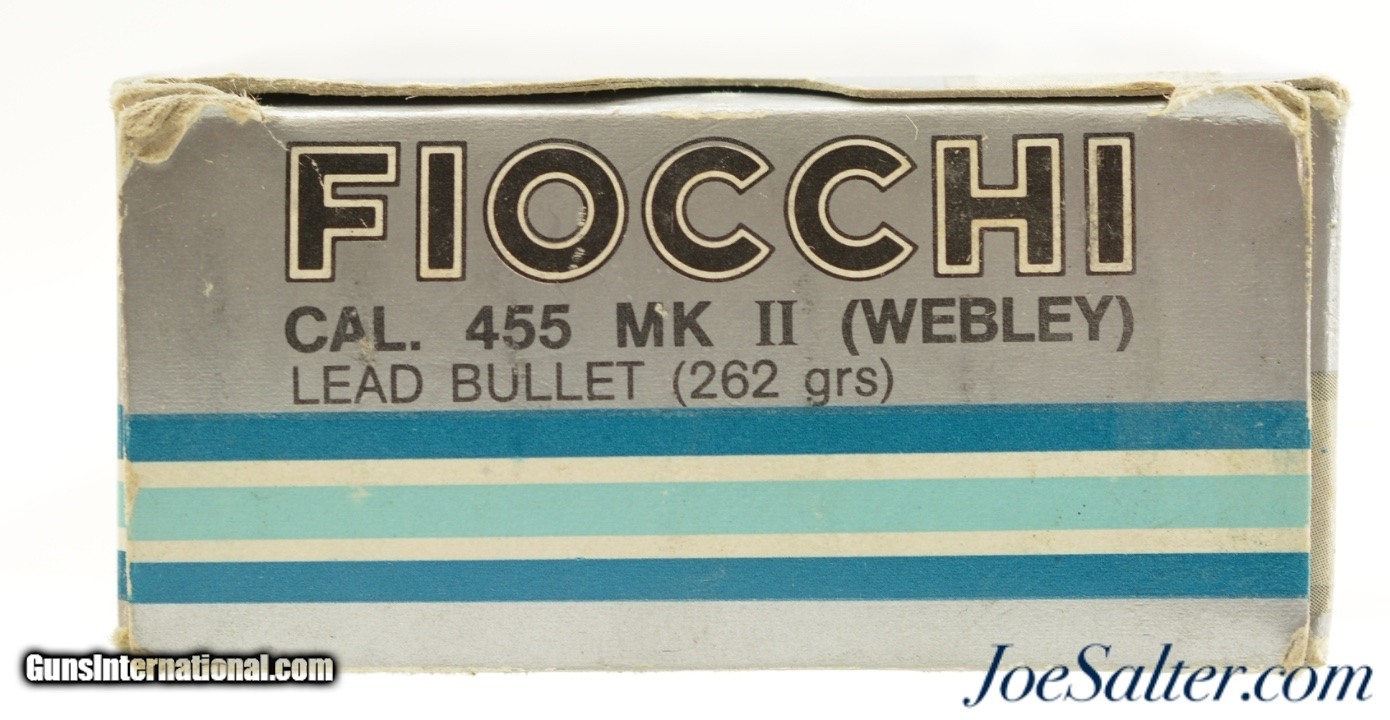 FIOCCHI
CAL. 455 MK II (WEBLEY)
LEAD BULLET (262 grs)
GunsInternational.com
JoeSalter.com